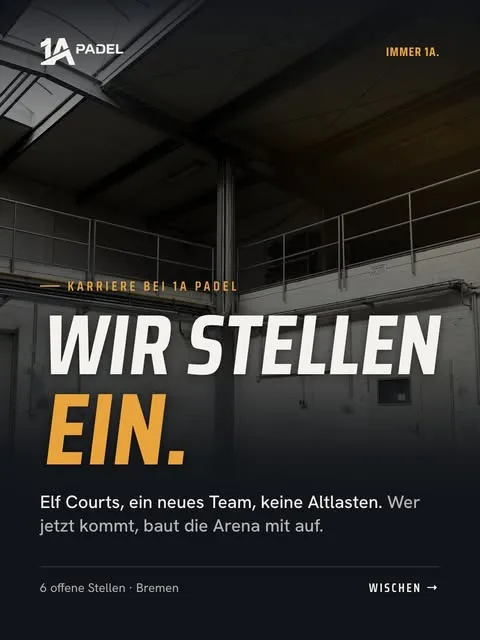 1A PADEL
IMMER 1A.
KARRIERE BEI 1A PADEL
WIR STELLEN
EIN.
Elf Courts, ein neues Team, keine Altlasten. Wer
jetzt kommt, baut die Arena mit auf.
6 offene Stellen · Bremen
WISCHEN →